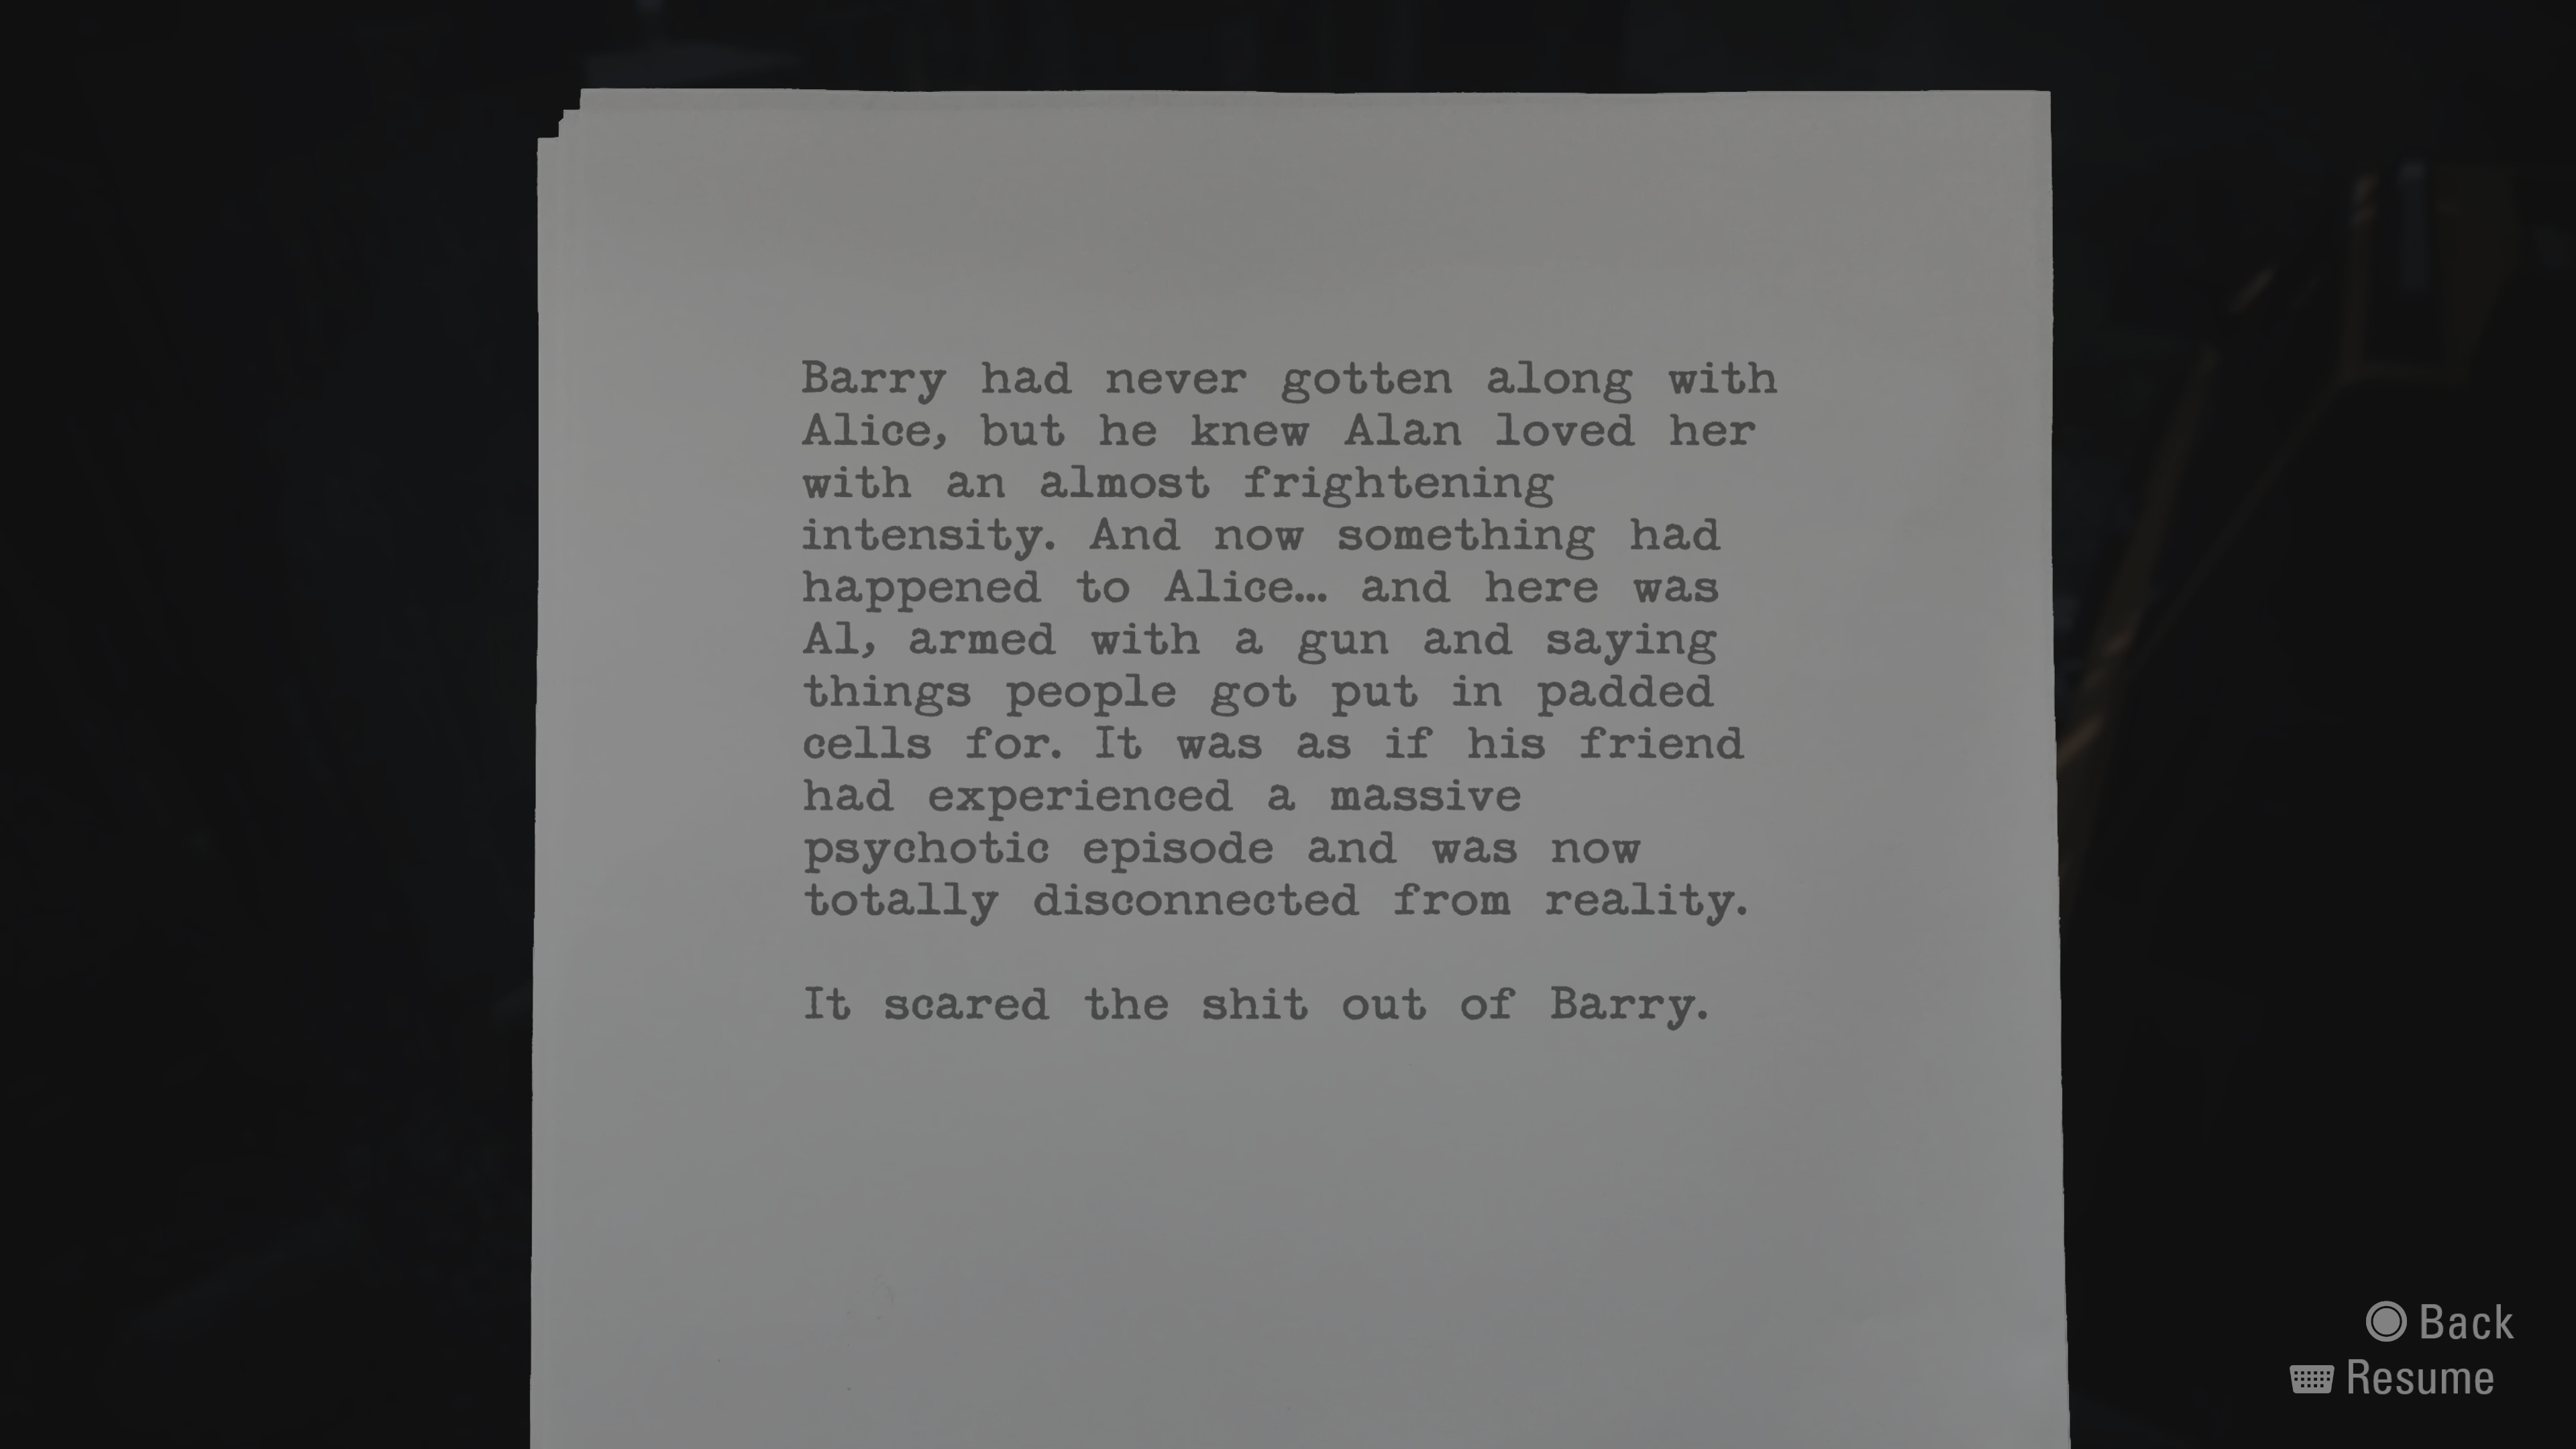 Barry had never gotten along with
Alice, but he knew Alan loved her
with an almost frightening
intensity. And now something had
happened to Alice... and here was
Al, armed with a gun and saying
things people got put in padded
cells for. It was as if his friend
had experienced a massive
psychotic episode and was now
totally disconnected from reality.
It scared the shit out of Barry.
Back
Resume